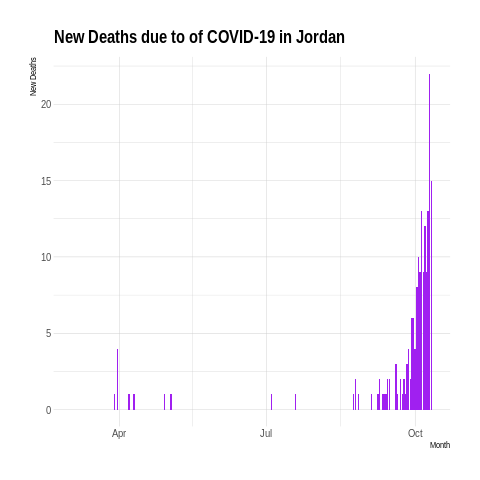 New Deaths due to of COVID-19 in Jordan
New Deaths
20
15
10
5
0
Apr
Jul
Oct
Month